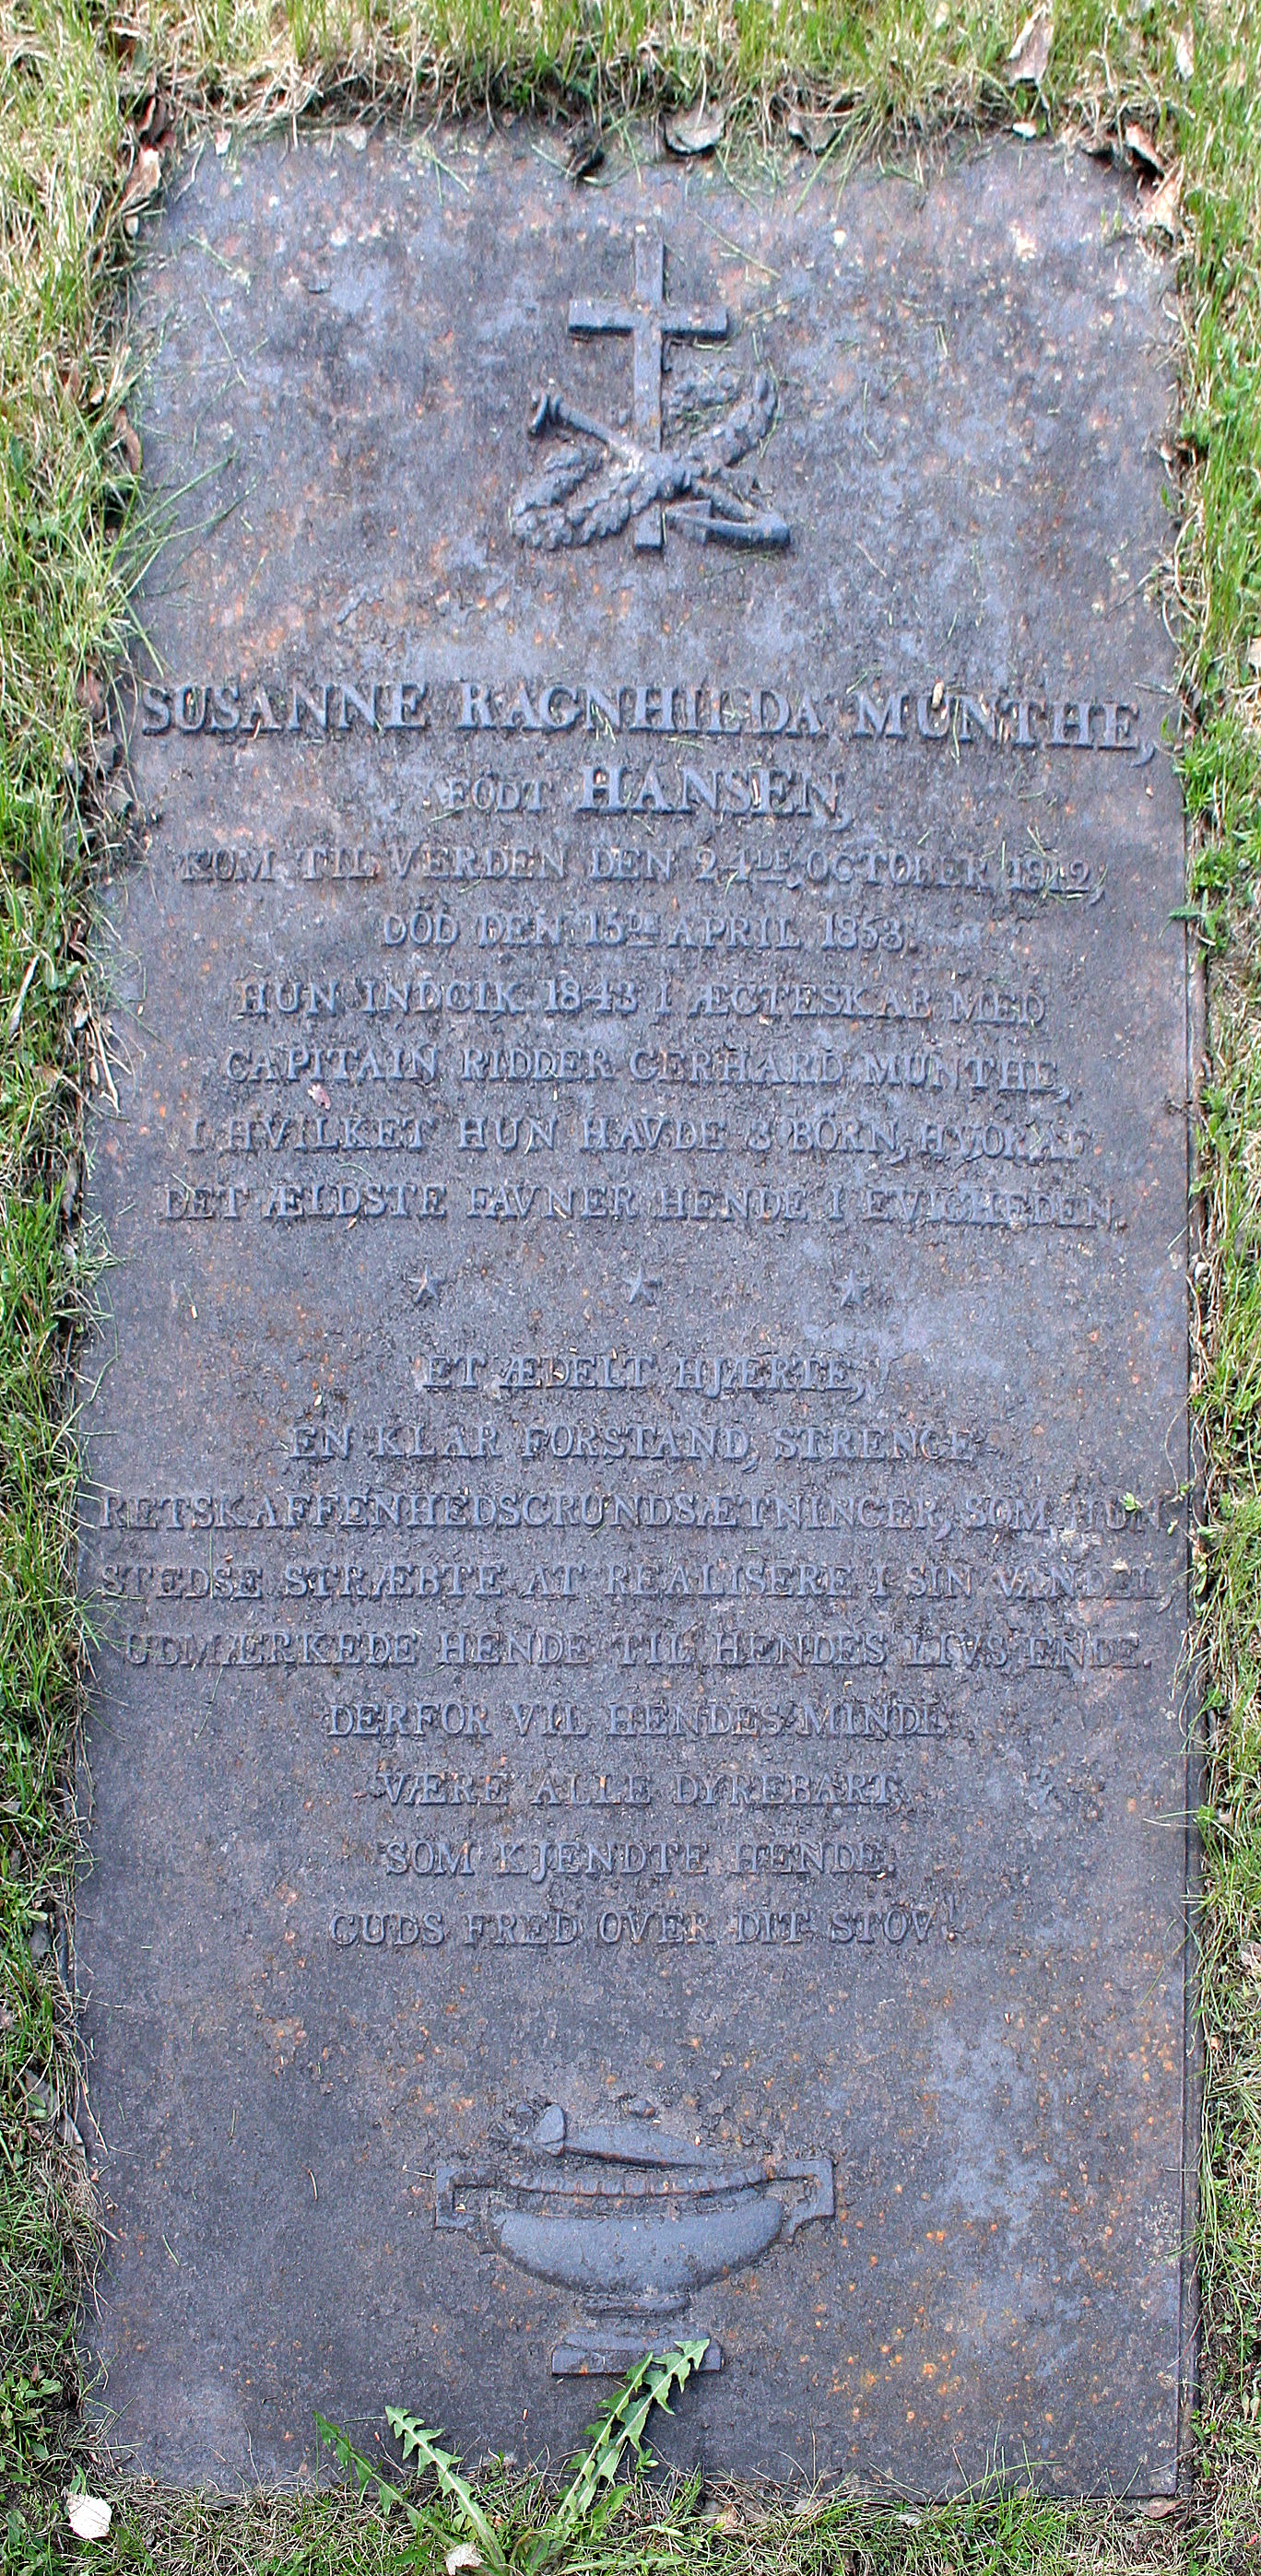 SUSANNE RAGNHILDA MUNTHE,
FÖDT HANSEN,
KOM TIL VERDEN DEN 24DE OCTOBER 1812,
DÖD DEN 15DE APRIL 1853.
HUN INDGIK 1843 I ÆGTESKAB MED
CAPITAIN RIDDER GERHARD MUNTHE,
I HVILKET HUN HAVDE 3 BÖRN, HVORAF
DET ÆLDSTE FAVNER HENDE I EVIGHEDEN.
ET ÆDELT HJÆRTE,
EN KLAR FORSTAND, STRENGE
RETSKAFFENHEDSGRUNDSÆTNINGER, SOM HUN
STEDSE STRÆBTE AT REALISERE I SIN VANDEL,
UDMÆRKEDE HENDE TIL HENDES LIVS ENDE.
DERFOR VIL HENDES MINDE
VÆRE ALLE DYREBART,
SOM KJENDTE HENDE.
GUDS FRED OVER DIT STÖV!